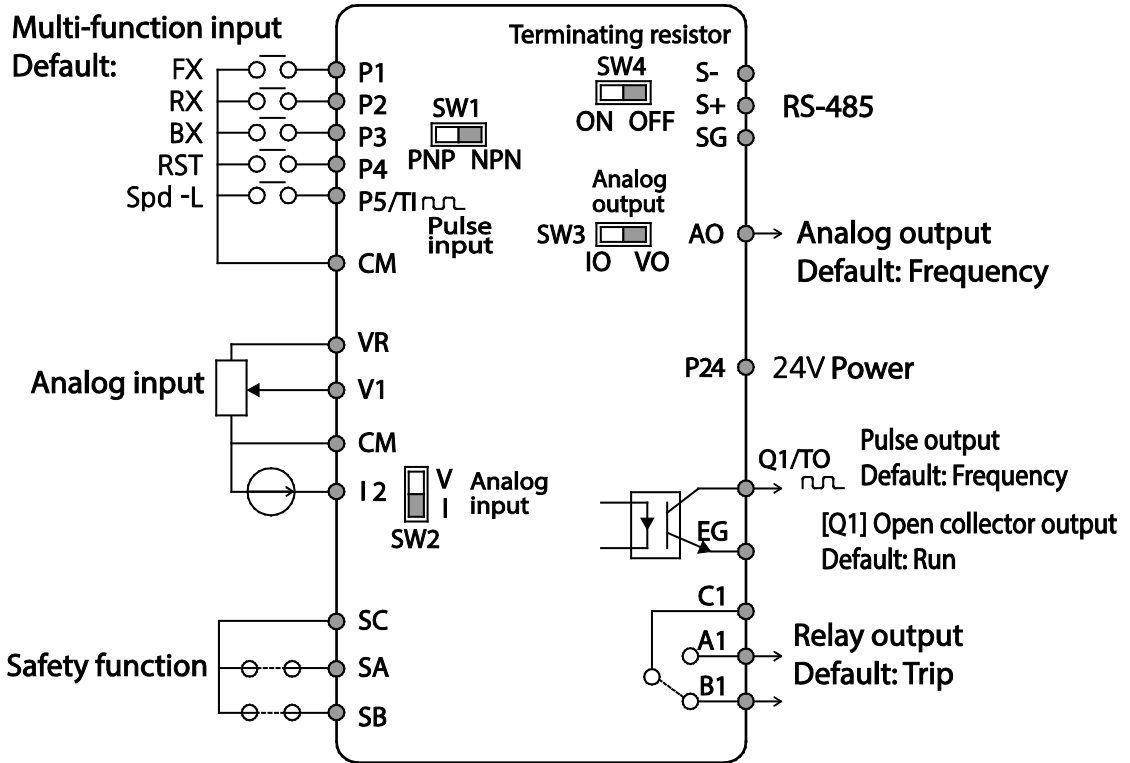 Multi-function input
Default:
FX
RX
BX
RST
Spd -L
P1
P2
P3
P4
P5/TI
Pulse
input
CM
SW1
PNP NPN
Terminating resistor
SW4
ON OFF
S-
S+
SG
RS-485
Analog
output
SW3
IO VO
AO
Analog output
Default: Frequency
Analog input
VR
V1
CM
I 2
V
I
SW2
Analog
input
P24
24V Power
Q1/TO
Pulse output
Default: Frequency
EG
[Q1] Open collector output
Default: Run
Safety function
SC
SA
SB
C1
A1
B1
Relay output
Default: Trip